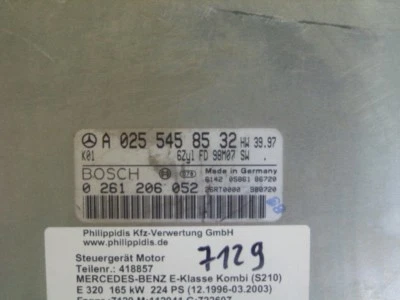 A 025 545 85 32 HW 39.97
K01 6Zyl FD 98M07 SW
BOSCH Made in Germany
0 261 206 052
Philippidis Kfz-Verwertung GmbH
www.philippidis.de
Steuergerät Motor 7129
Teilenr.: 418857
MERCEDES-BENZ E-Klasse Kombi (S210)
E 320 165 kW 224 PS (12.1996-03.2003)